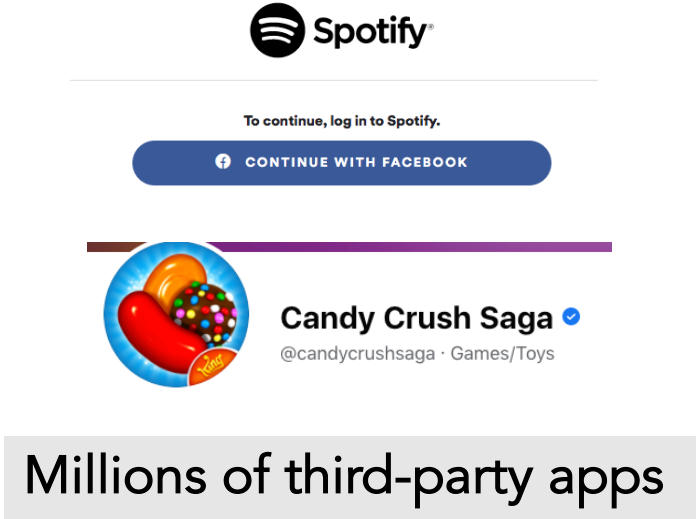 Spotify®
To continue, log in to Spotify.
CONTINUE WITH FACEBOOK
Candy Crush Saga
@candycrushsaga · Games/Toys
King
Millions of third-party apps